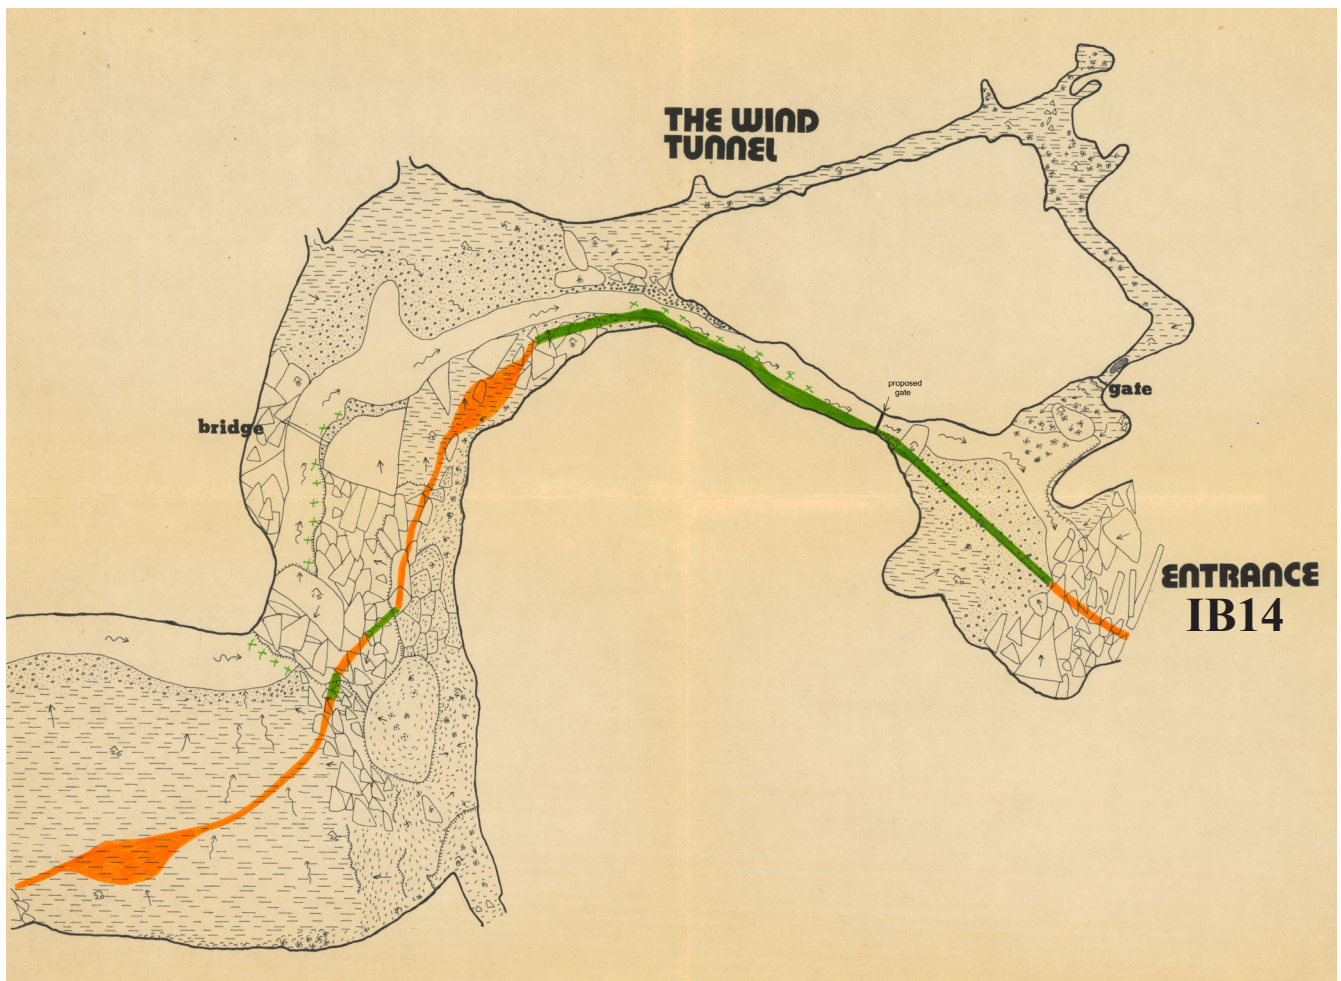 THE WIND
TUNNEL
proposed
gate
gate
bridge
ENTRANCE
IB14